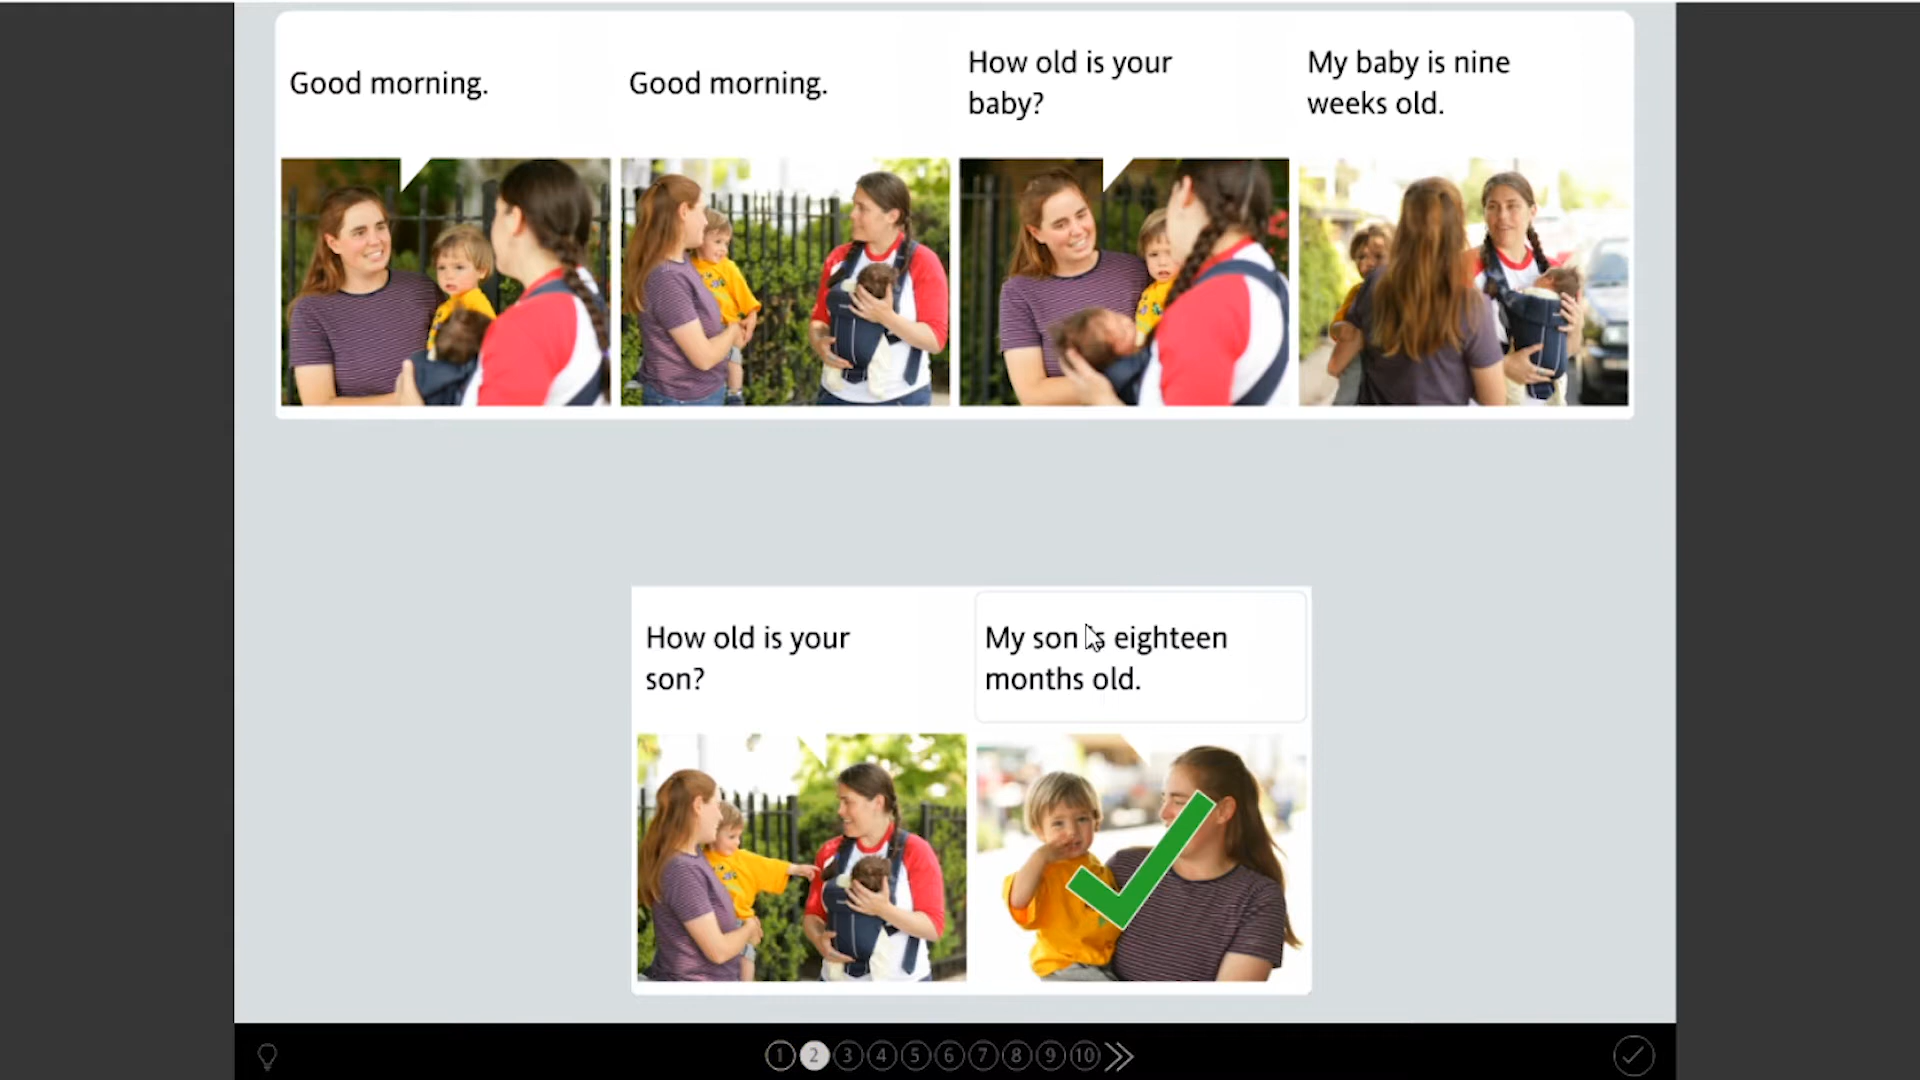 Good morning.
Good morning.
How old is your
baby?
My baby is nine
weeks old.
How old is your
son?
My son is eighteen
months old.
1 2 3 4 5 6 7 8 9 10